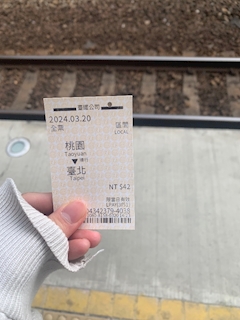 臺鐵公司
2024.03.20
全票 區間
LOCAL
桃園
Taoyuan
▼
臺北
Taipei
NT $42